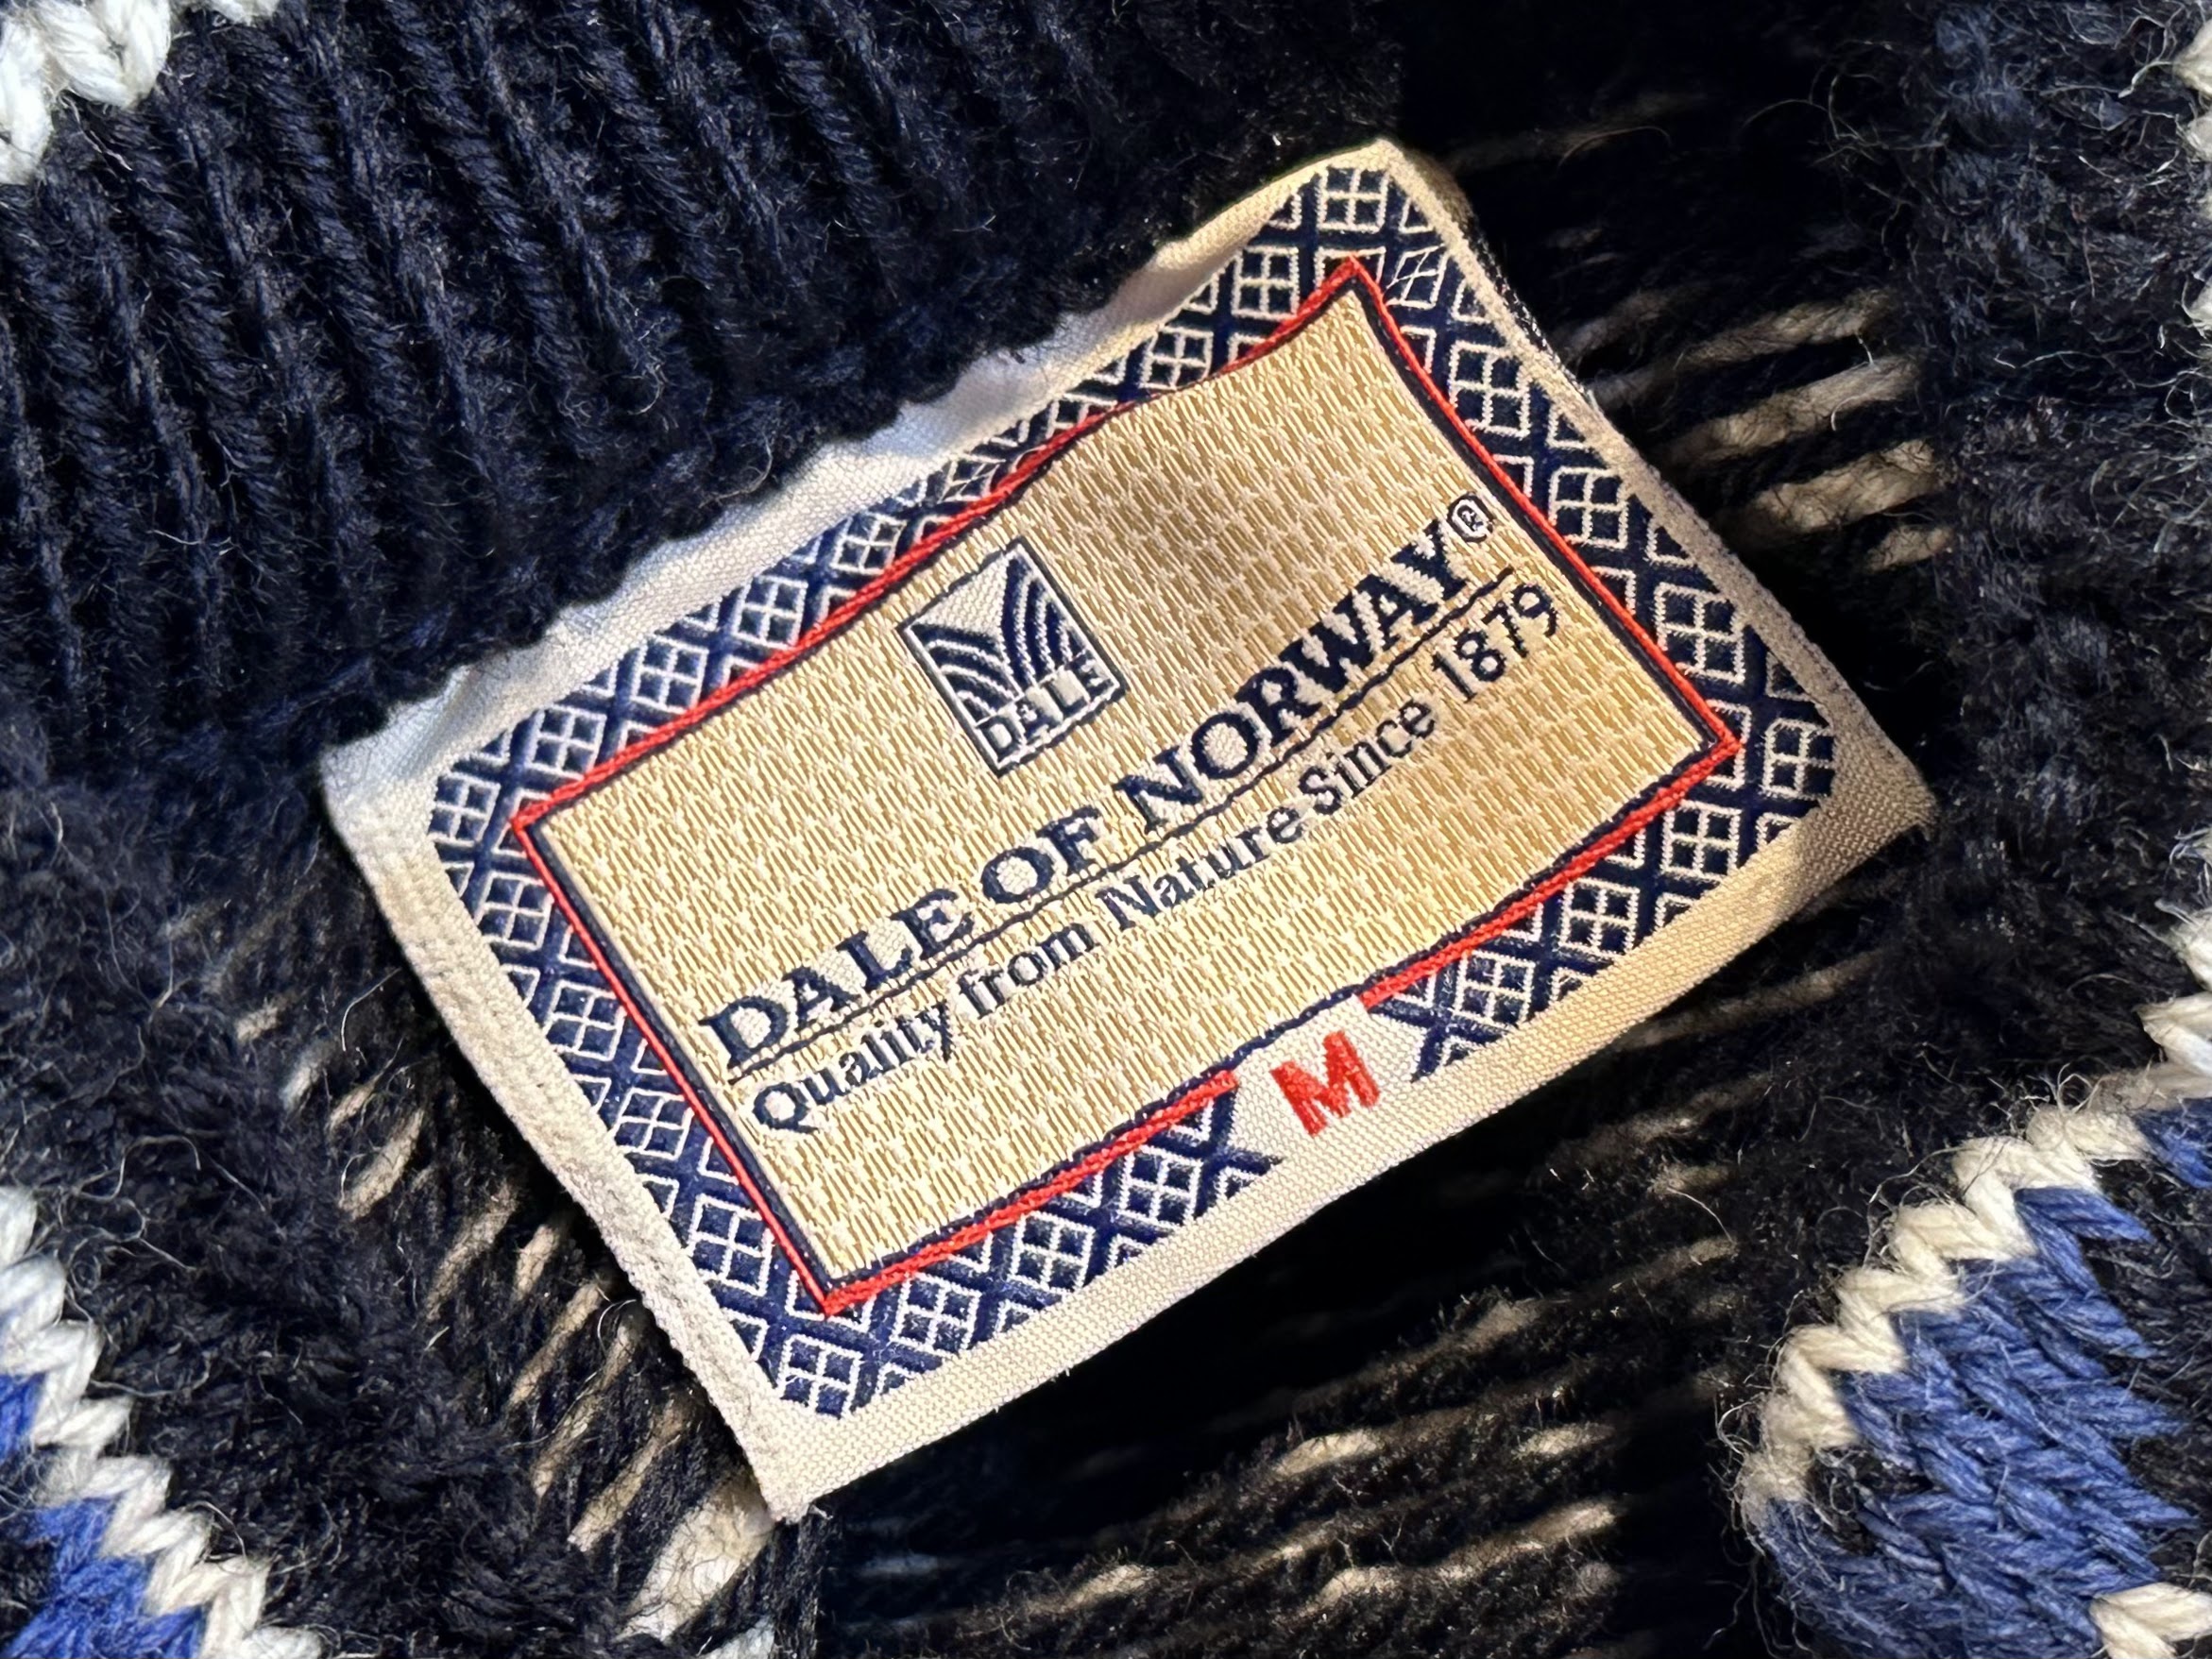 DALE
DALE OF NORWAY®
Quality from Nature Since 1879
M